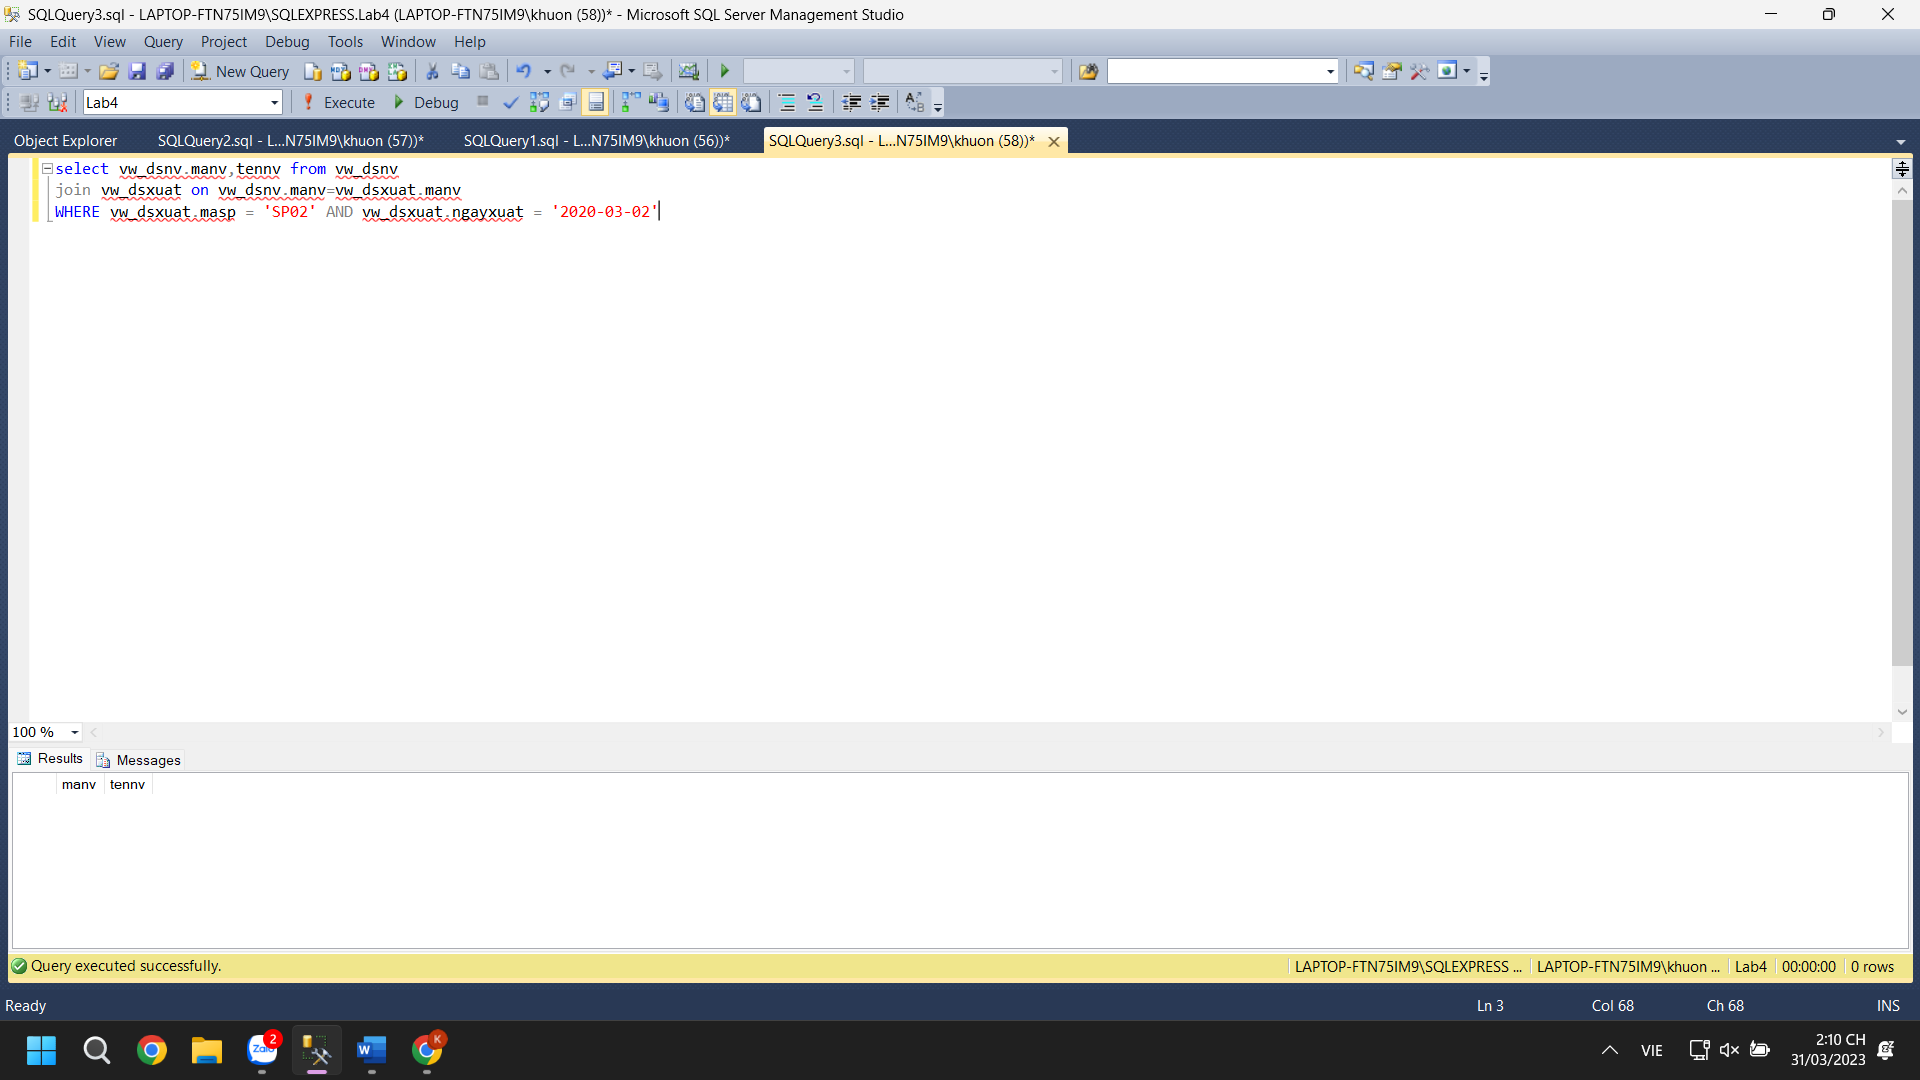 SQLQuery3.sql - LAPTOP-FTN75IM9\SQLEXPRESS.Lab4 (LAPTOP-FTN75IM9\khuon (58))* - Microsoft SQL Server Management Studio
File Edit View Query Project Debug Tools Window Help
New Query
Lab4 Execute Debug
Object Explorer SQLQuery2.sql - L...N75IM9\khuon (57))* SQLQuery1.sql - L...N75IM9\khuon (56))* SQLQuery3.sql - L...N75IM9\khuon (58))*
select vw_dsnv.manv,tennv from vw_dsnv
join vw_dsxuat on vw_dsnv.manv=vw_dsxuat.manv
WHERE vw_dsxuat.masp = 'SP02' AND vw_dsxuat.ngayxuat = '2020-03-02'
100 %
Results Messages
manv tennv
Query executed successfully. LAPTOP-FTN75IM9\SQLEXPRESS ... LAPTOP-FTN75IM9\khuon ... Lab4 00:00:00 0 rows
Ready Ln 3 Col 68 Ch 68 INS
Zalo 2 W K VIE 2:10 CH
31/03/2023